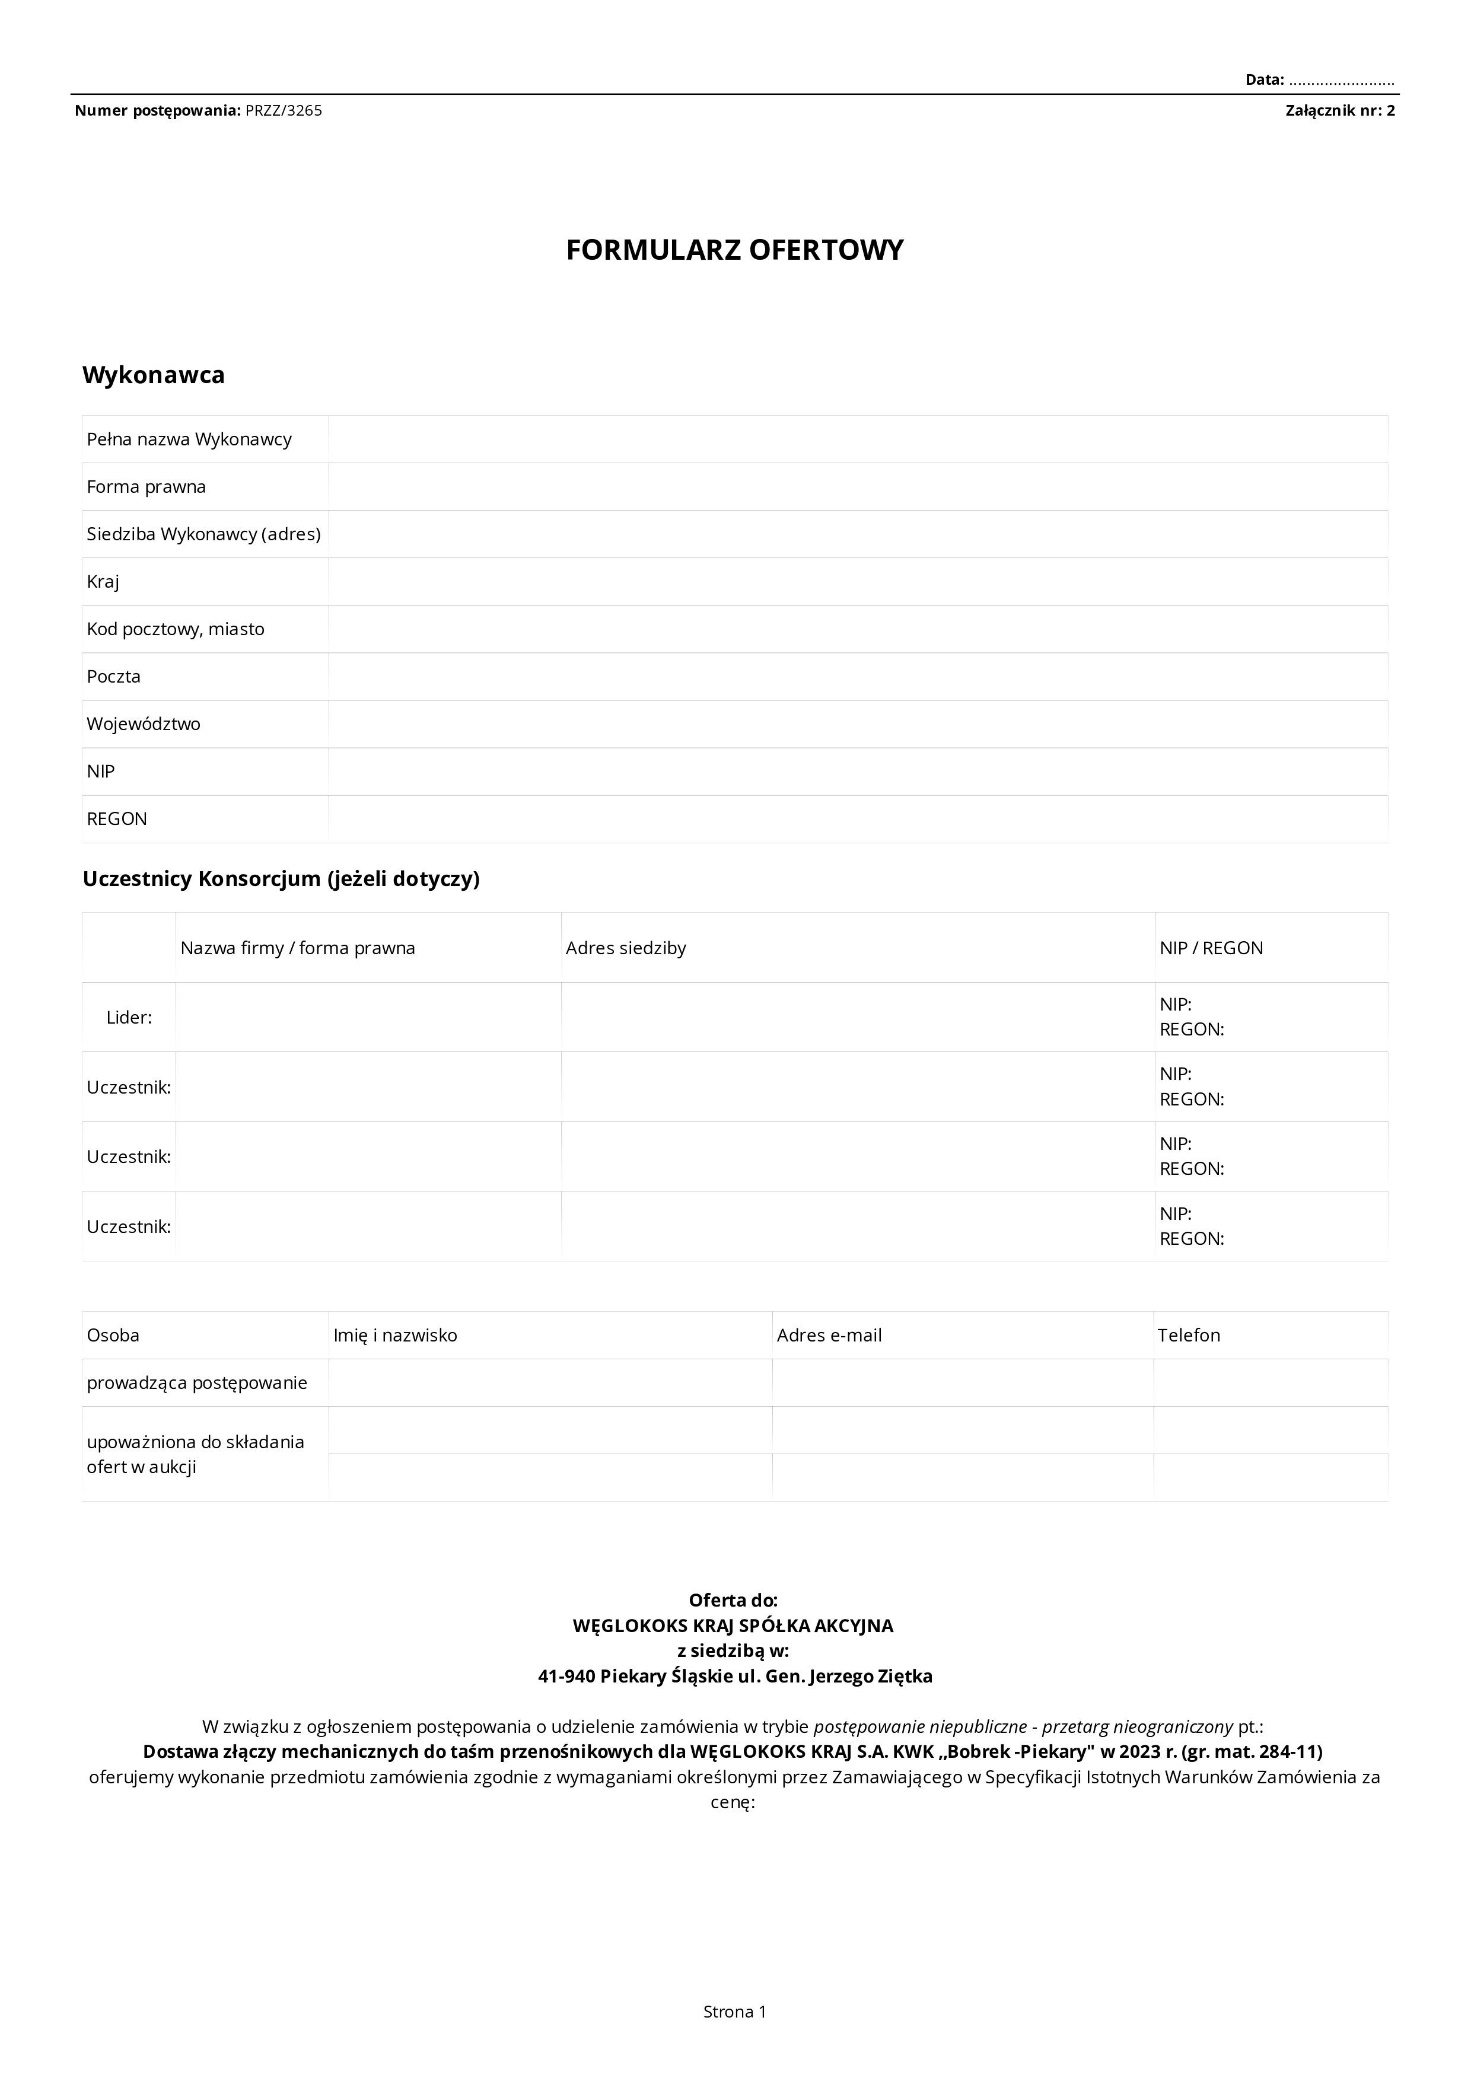 Data: ........................
Numer postępowania: PRZZ/3265 Załącznik nr: 2
FORMULARZ OFERTOWY
Wykonawca
Pełna nazwa Wykonawcy
Forma prawna
Siedziba Wykonawcy (adres)
Kraj
Kod pocztowy, miasto
Poczta
Województwo
NIP
REGON
Uczestnicy Konsorcjum (jeżeli dotyczy)
Nazwa firmy / forma prawna Adres siedziby NIP / REGON
Lider: NIP:
REGON:
Uczestnik: NIP:
REGON:
Uczestnik: NIP:
REGON:
Uczestnik: NIP:
REGON:
Osoba Imię i nazwisko Adres e-mail Telefon
prowadząca postępowanie
upoważniona do składania
ofert w aukcji
Oferta do:
WĘGLOKOKS KRAJ SPÓŁKA AKCYJNA
z siedzibą w:
41-940 Piekary Śląskie ul. Gen. Jerzego Ziętka
W związku z ogłoszeniem postępowania o udzielenie zamówienia w trybie postępowanie niepubliczne - przetarg nieograniczony pt.:
Dostawa złączy mechanicznych do taśm przenośnikowych dla WĘGLOKOKS KRAJ S.A. KWK ,,Bobrek -Piekary" w 2023 r. (gr. mat. 284-11)
oferujemy wykonanie przedmiotu zamówienia zgodnie z wymaganiami określonymi przez Zamawiającego w Specyfikacji Istotnych Warunków Zamówienia za
cenę:
Strona 1